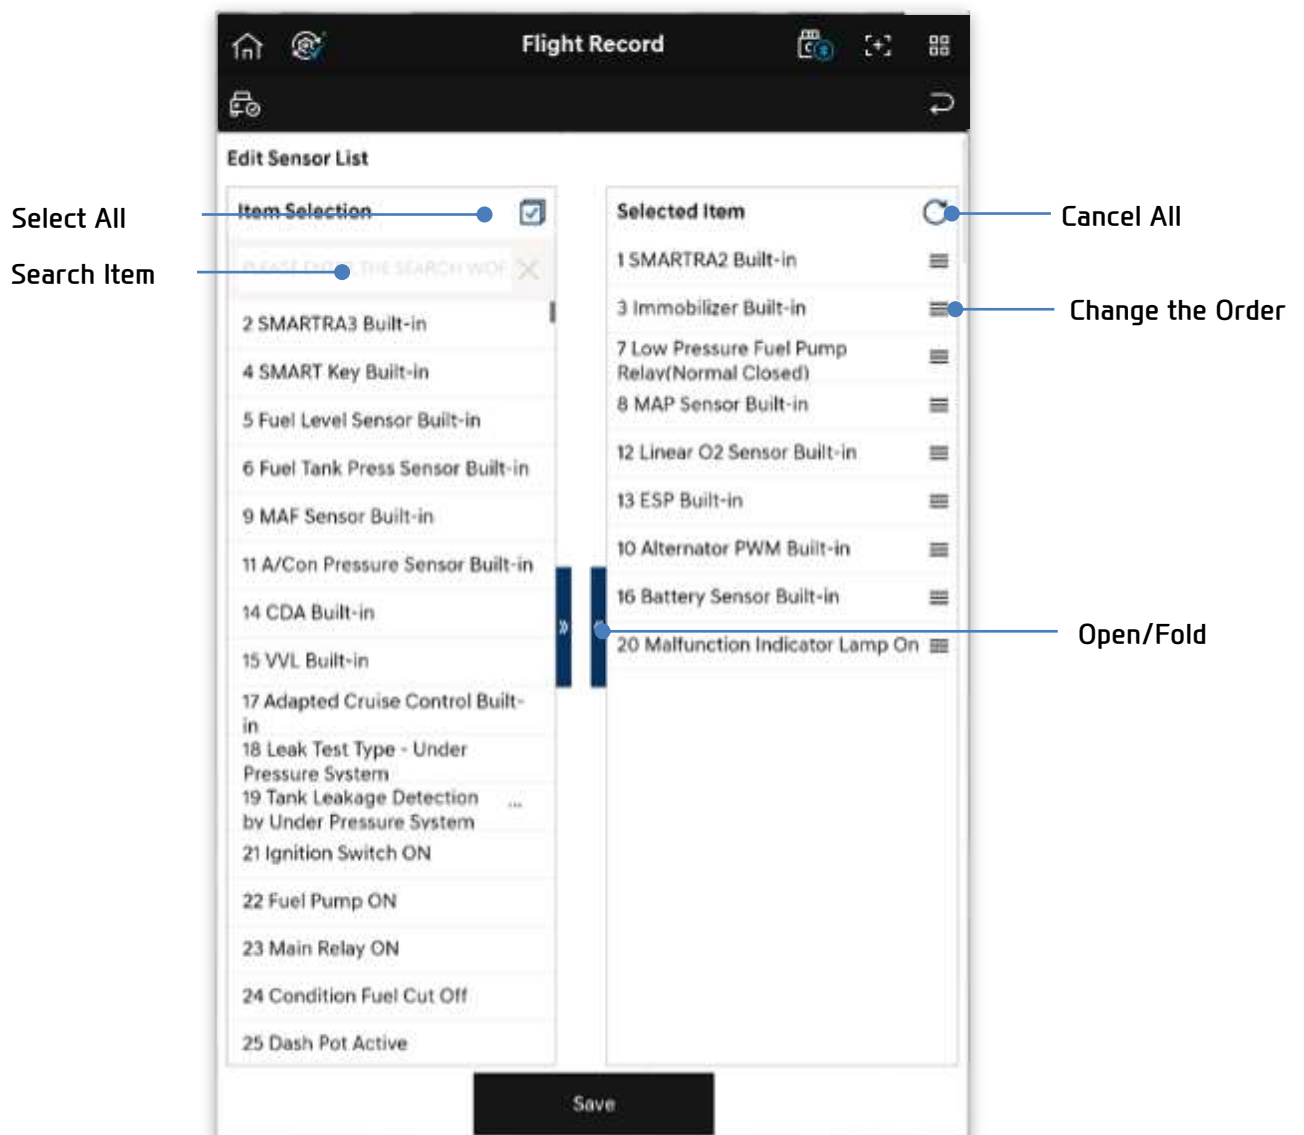 Flight Record
Edit Sensor List
Select All
Search Item
Item Selection
PLEASE ENTER THE SEARCH WOR
2 SMARTRA3 Built-in
4 SMART Key Built-in
5 Fuel Level Sensor Built-in
6 Fuel Tank Press Sensor Built-in
9 MAF Sensor Built-in
11 A/Con Pressure Sensor Built-in
14 CDA Built-in
15 VVL Built-in
17 Adapted Cruise Control Built-
in
18 Leak Test Type - Under
Pressure System
19 Tank Leakage Detection ...
by Under Pressure System
21 Ignition Switch ON
22 Fuel Pump ON
23 Main Relay ON
24 Condition Fuel Cut Off
25 Dash Pot Active
Selected Item
1 SMARTRA2 Built-in
3 Immobilizer Built-in
7 Low Pressure Fuel Pump
Relay(Normal Closed)
8 MAP Sensor Built-in
12 Linear O2 Sensor Built-in
13 ESP Built-in
10 Alternator PWM Built-in
16 Battery Sensor Built-in
20 Malfunction Indicator Lamp On
Cancel All
Change the Order
Open/Fold
Save